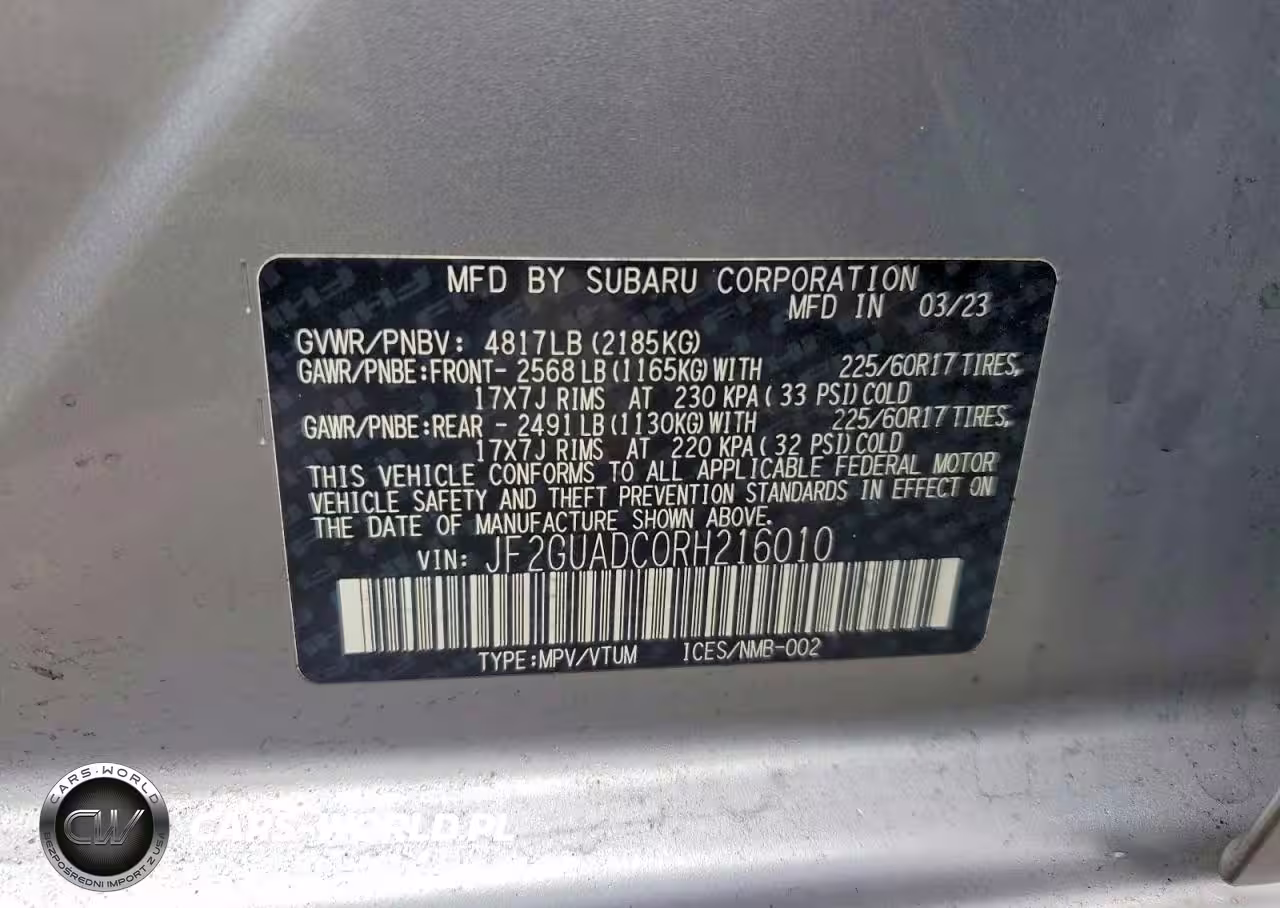 MFD BY SUBARU CORPORATION
MFD IN 03/23
GVWR/PNBV: 4817LB (2185KG)
GAWR/PNBE:FRONT- 2568 LB (1165KG) WITH 225/60R17 TIRES,
17X7J RIMS AT 230 KPA ( 33 PSI) COLD
GAWR/PNBE:REAR - 2491 LB (1130KG) WITH 225/60R17 TIRES,
17X7J RIMS AT 220 KPA ( 32 PSI) COLD
THIS VEHICLE CONFORMS TO ALL APPLICABLE FEDERAL MOTOR
VEHICLE SAFETY AND THEFT PREVENTION STANDARDS IN EFFECT ON
THE DATE OF MANUFACTURE SHOWN ABOVE.
VIN: JF2GUADC0RH216010
TYPE:MPV/VTUM ICES/NMB-002
CARS-WORLD
CW
BEZPOŚREDNI IMPORT Z USA
CARS-WORLD.PL